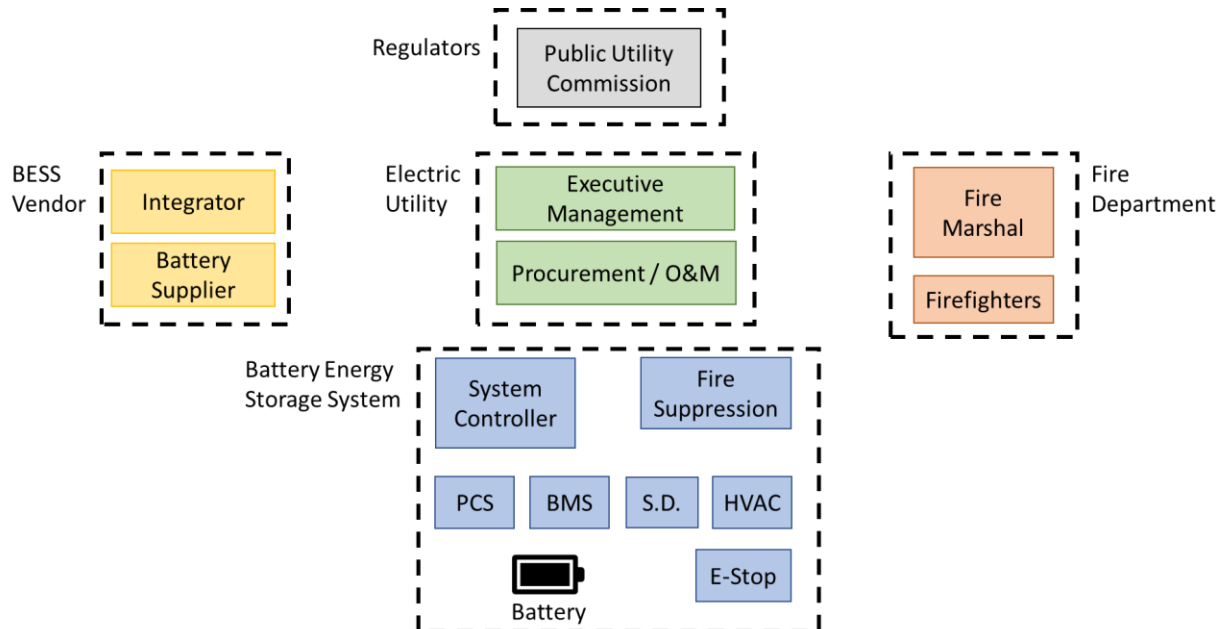 Regulators
Public Utility
Commission
BESS
Vendor
Integrator
Battery
Supplier
Electric
Utility
Executive
Management
Procurement / O&M
Fire
Marshal
Firefighters
Fire
Department
Battery Energy
Storage System
System
Controller
Fire
Suppression
PCS
BMS
S.D.
HVAC
E-Stop
Battery